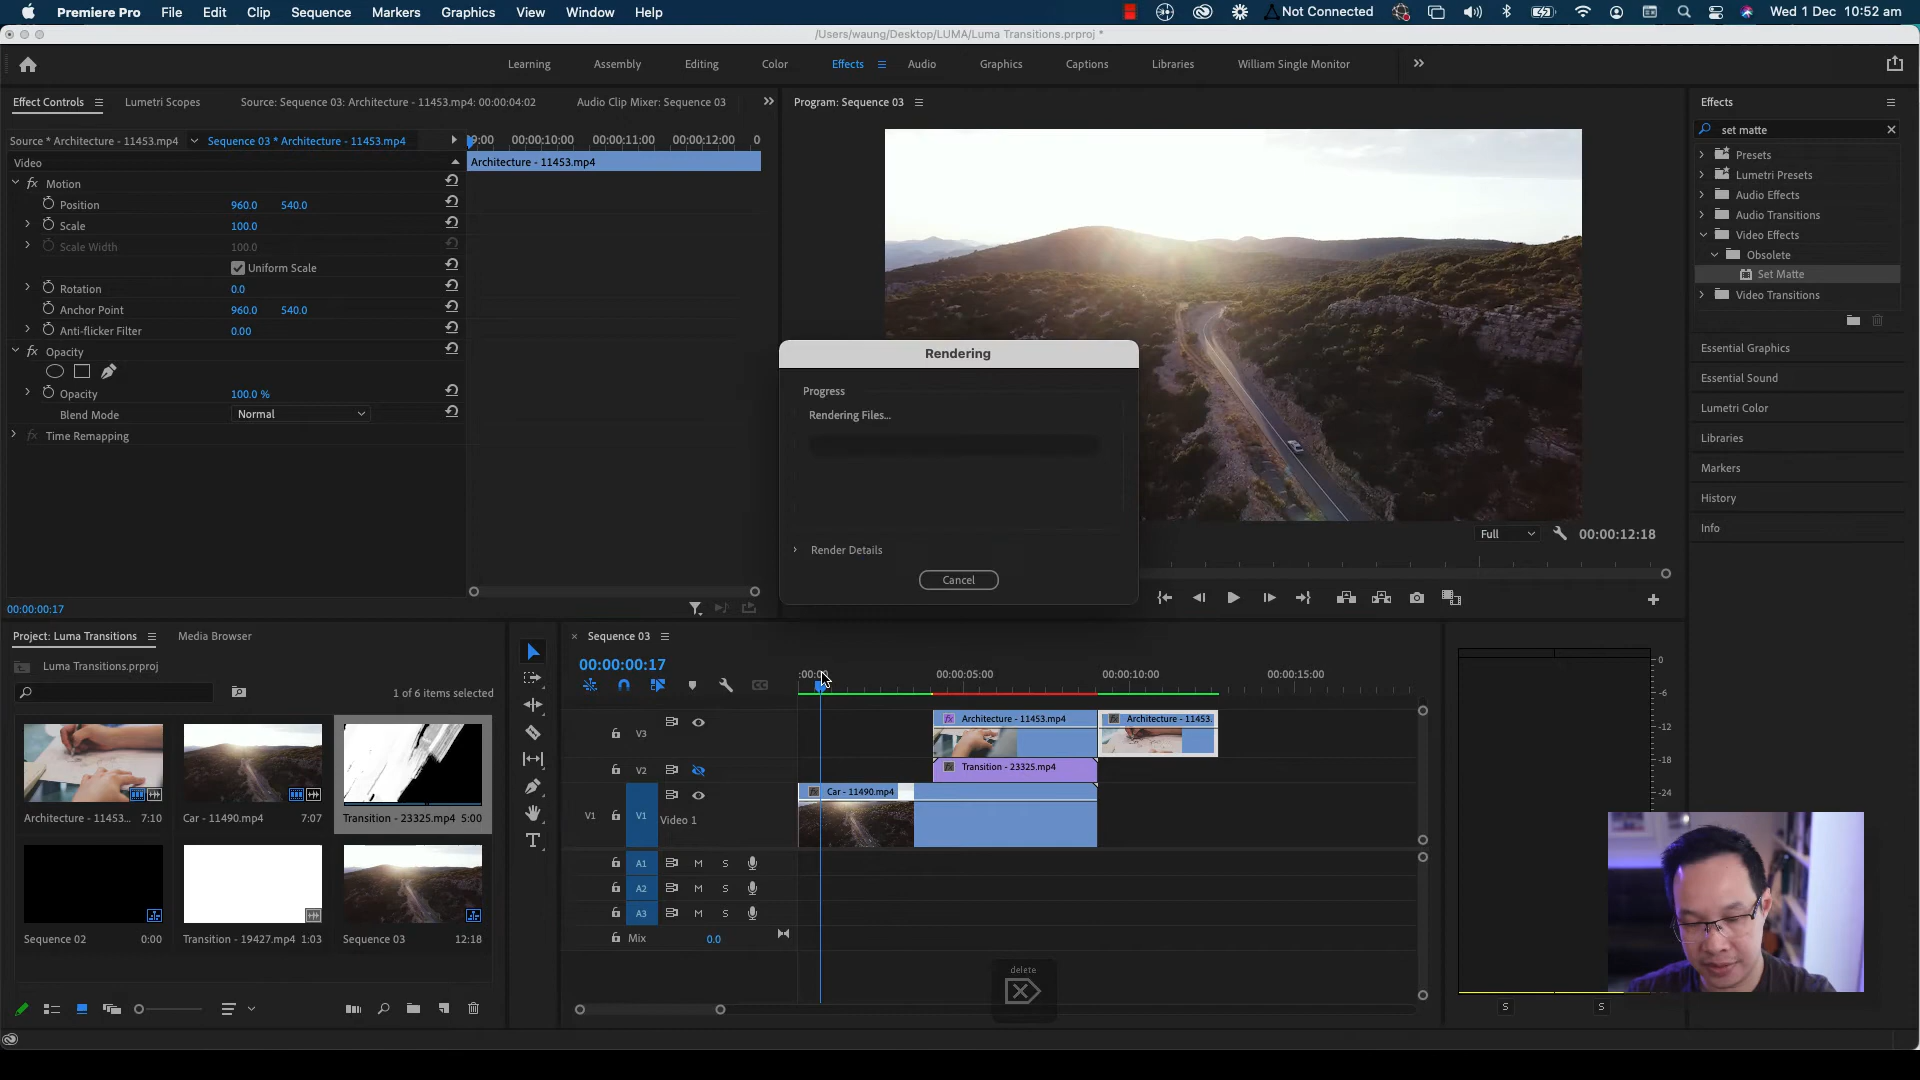 Premiere Pro File Edit Clip Sequence Markers Graphics View Window Help Not Connected Wed 1 Dec 10:52 am
/Users/waung/Desktop/LUMA/Luma Transitions.prproj *
Learning Assembly Editing Color Effects Audio Graphics Captions Libraries William Single Monitor
Effect Controls Lumetri Scopes Source: Sequence 03: Architecture - 11453.mp4: 00:00:04:02 Audio Clip Mixer: Sequence 03
Source * Architecture - 11453.mp4 Sequence 03 * Architecture - 11453.mp4
00:00:10:00 00:00:11:00 00:00:12:00
Video
Architecture - 11453.mp4
fx Motion
Position 960.0 540.0
Scale 100.0
Scale Width 100.0
Uniform Scale
Rotation 0.0
Anchor Point 960.0 540.0
Anti-flicker Filter 0.00
fx Opacity
Opacity 100.0 %
Blend Mode Normal
fx Time Remapping
00:00:00:17
Program: Sequence 03
Rendering
Progress
Rendering Files...
Render Details
Cancel
Full 00:00:12:18
Effects
set matte
Presets
Lumetri Presets
Audio Effects
Audio Transitions
Video Effects
Obsolete
Set Matte
Video Transitions
Essential Graphics
Essential Sound
Lumetri Color
Libraries
Markers
History
Info
Project: Luma Transitions Media Browser
Luma Transitions.prproj
1 of 6 items selected
Architecture - 11453... 7:10
Car - 11490.mp4 7:07
Transition - 23325.mp4 5:00
Sequence 02 0:00
Transition - 19427.mp4 1:03
Sequence 03 12:18
Sequence 03
00:00:00:17
00:00:05:00 00:00:10:00 00:00:15:00
V3
fx Architecture - 11453.mp4 fx Architecture - 11453.
V2
fx Transition - 23325.mp4
fx Car - 11490.mp4
V1 V1 Video 1
A1 M S
A2 M S
A3 M S
Mix 0.0
delete
0
-6
-12
-18
-24
S S